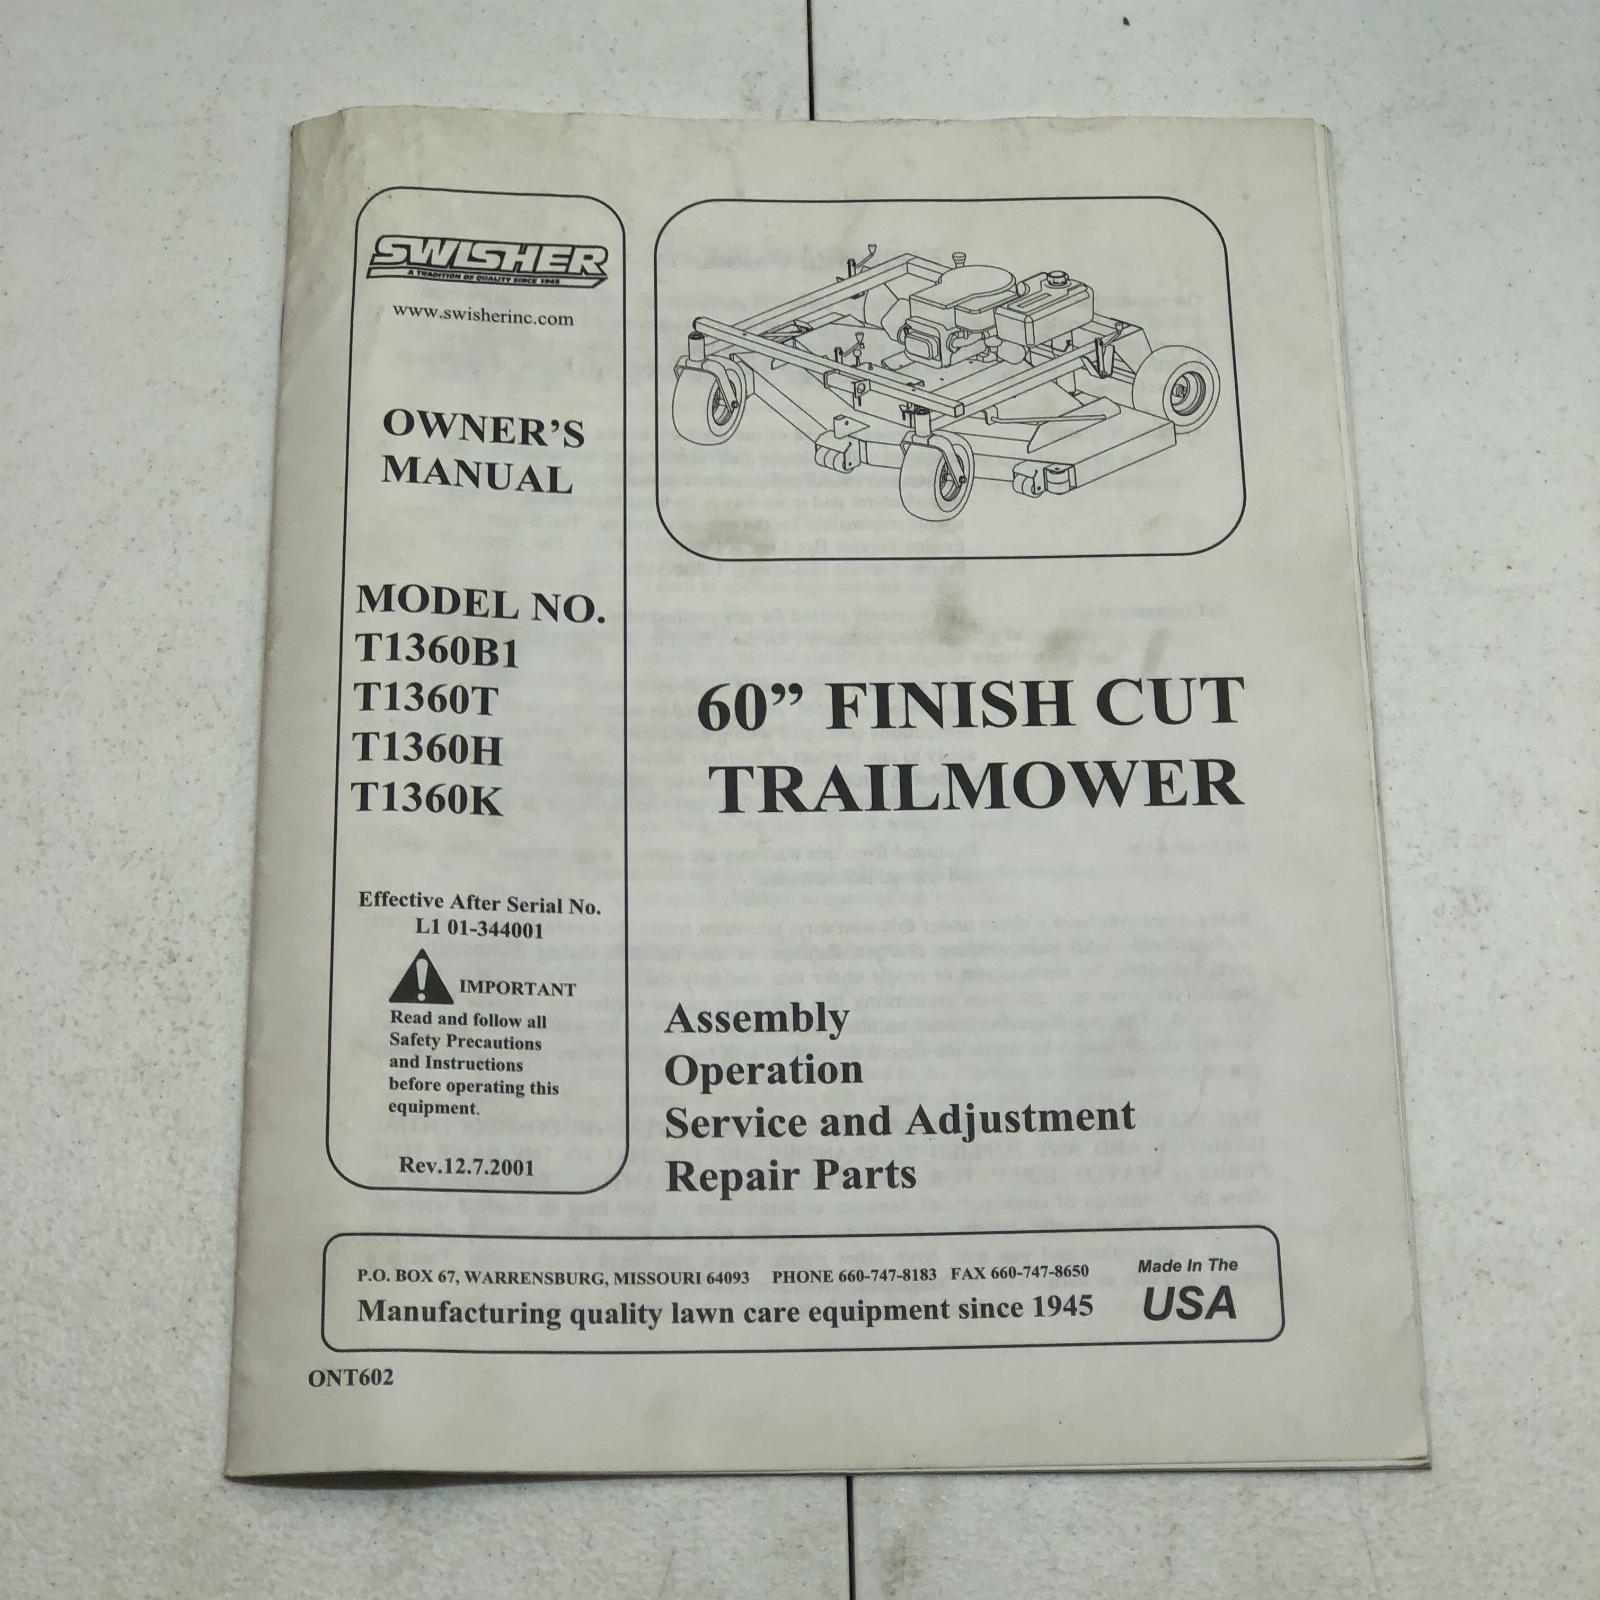 SWISHER
A TRADITION OF QUALITY SINCE 1945
www.swisherinc.com
OWNER'S
MANUAL
MODEL NO.
T1360B1
T1360T
T1360H
T1360K
Effective After Serial No.
L1 01-344001
IMPORTANT
Read and follow all
Safety Precautions
and Instructions
before operating this
equipment.
Rev.12.7.2001
60” FINISH CUT
TRAILMOWER
Assembly
Operation
Service and Adjustment
Repair Parts
P.O. BOX 67, WARRENSBURG, MISSOURI 64093 PHONE 660-747-8183 FAX 660-747-8650
Manufacturing quality lawn care equipment since 1945
Made In The
USA
ONT602